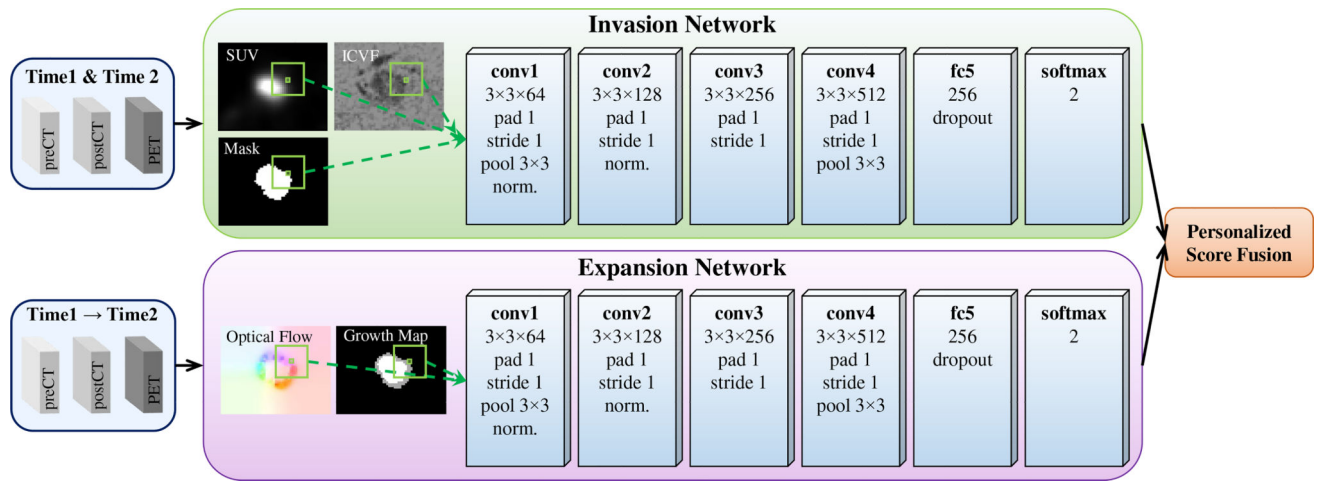 Invasion Network
Time1 & Time 2
preCT
postCT
PET
SUV
ICVF
Mask
conv1
3×3×64
pad 1
stride 1
pool 3×3
norm.
conv2
3×3×128
pad 1
stride 1
norm.
conv3
3×3×256
pad 1
stride 1
conv4
3×3×512
pad 1
stride 1
pool 3×3
fc5
256
dropout
softmax
2
Expansion Network
Time1 → Time2
preCT
postCT
PET
Optical Flow
Growth Map
conv1
3×3×64
pad 1
stride 1
pool 3×3
norm.
conv2
3×3×128
pad 1
stride 1
norm.
conv3
3×3×256
pad 1
stride 1
conv4
3×3×512
pad 1
stride 1
pool 3×3
fc5
256
dropout
softmax
2
Personalized
Score Fusion